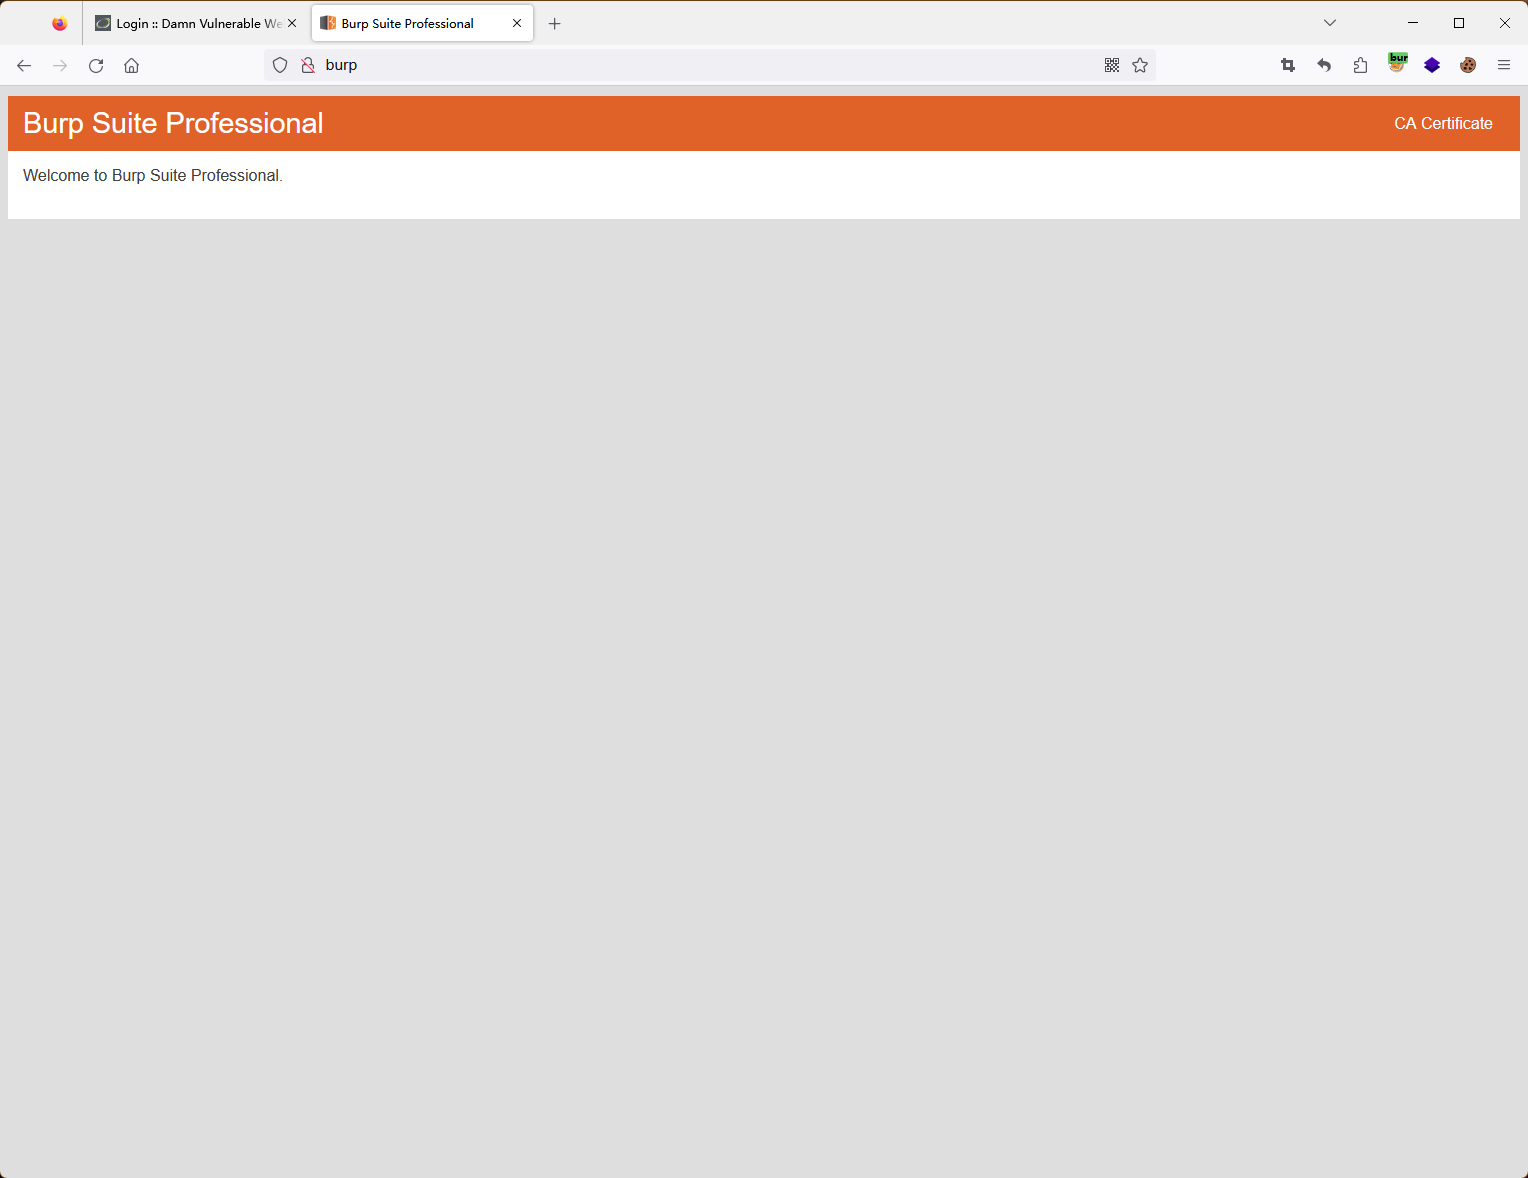 Login :: Damn Vulnerable We
Burp Suite Professional
burp
bur
Burp Suite Professional
CA Certificate
Welcome to Burp Suite Professional.